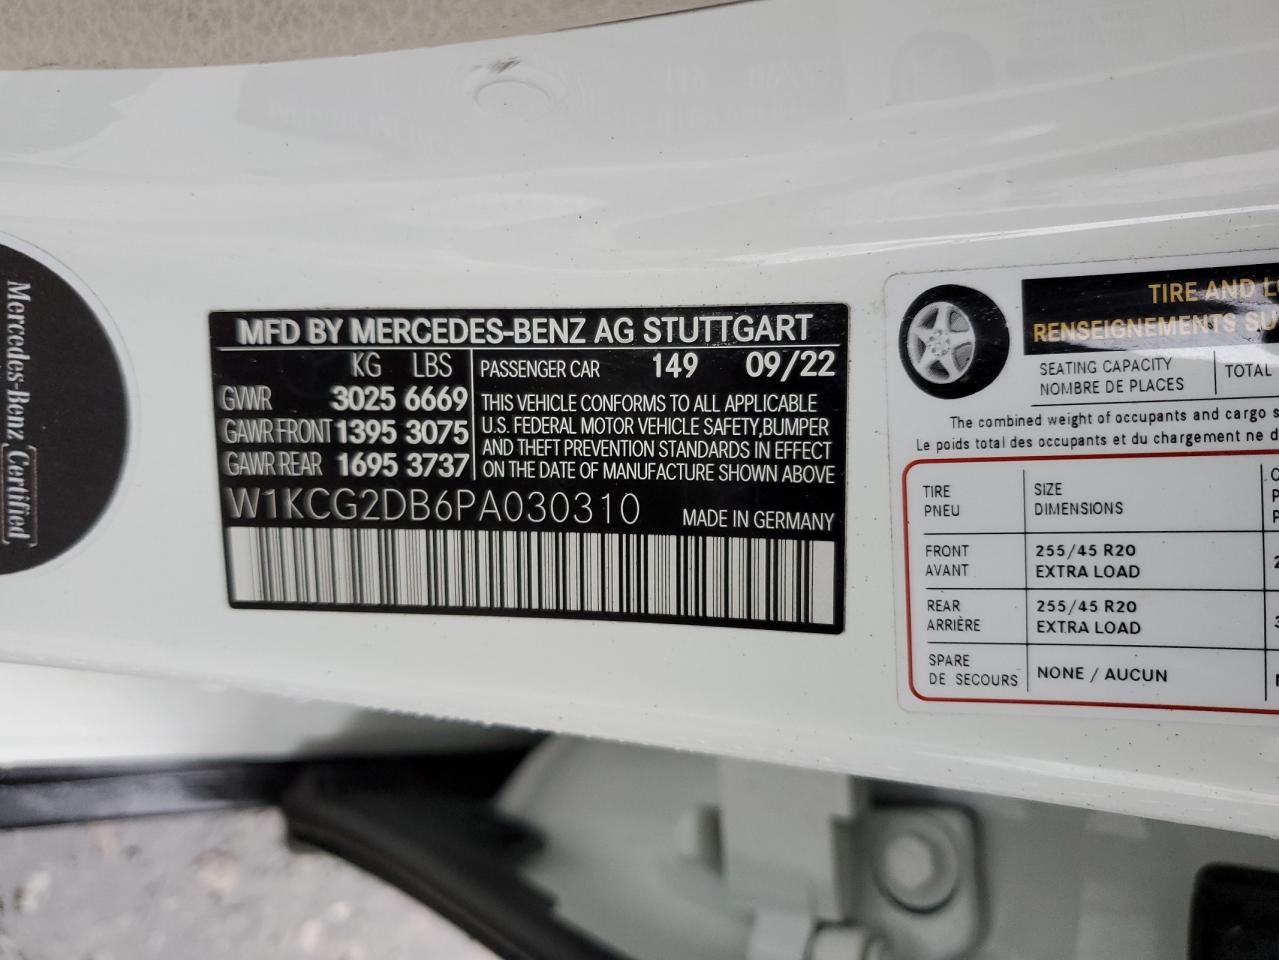 Mercedes-Benz Certified
MFD BY MERCEDES-BENZ AG STUTTGART
KG LBS
GVWR 3025 6669
GAWR FRONT 1395 3075
GAWR REAR 1695 3737
PASSENGER CAR 149 09/22
THIS VEHICLE CONFORMS TO ALL APPLICABLE
U.S. FEDERAL MOTOR VEHICLE SAFETY, BUMPER
AND THEFT PREVENTION STANDARDS IN EFFECT
ON THE DATE OF MANUFACTURE SHOWN ABOVE
W1KCG2DB6PA030310
MADE IN GERMANY
TIRE AND LO
RENSEIGNEMENTS SU
SEATING CAPACITY
NOMBRE DE PLACES
TOTAL
The combined weight of occupants and cargo s
Le poids total des occupants et du chargement ne d
TIRE
PNEU
SIZE
DIMENSIONS
FRONT
AVANT
255/45 R20
EXTRA LOAD
REAR
ARRIÈRE
255/45 R20
EXTRA LOAD
SPARE
DE SECOURS
NONE / AUCUN